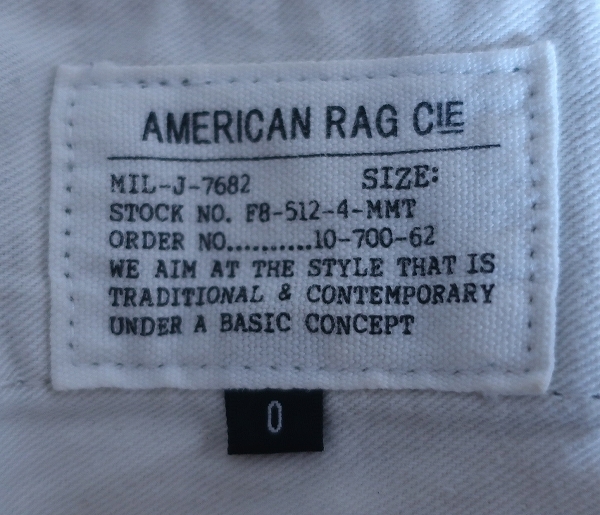 AMERICAN RAG CIE
MIL-J-7682 SIZE:
STOCK NO. F8-512-4-MMT
ORDER NO..........10-700-62
WE AIM AT THE STYLE THAT IS
TRADITIONAL & CONTEMPORARY
UNDER A BASIC CONCEPT
0